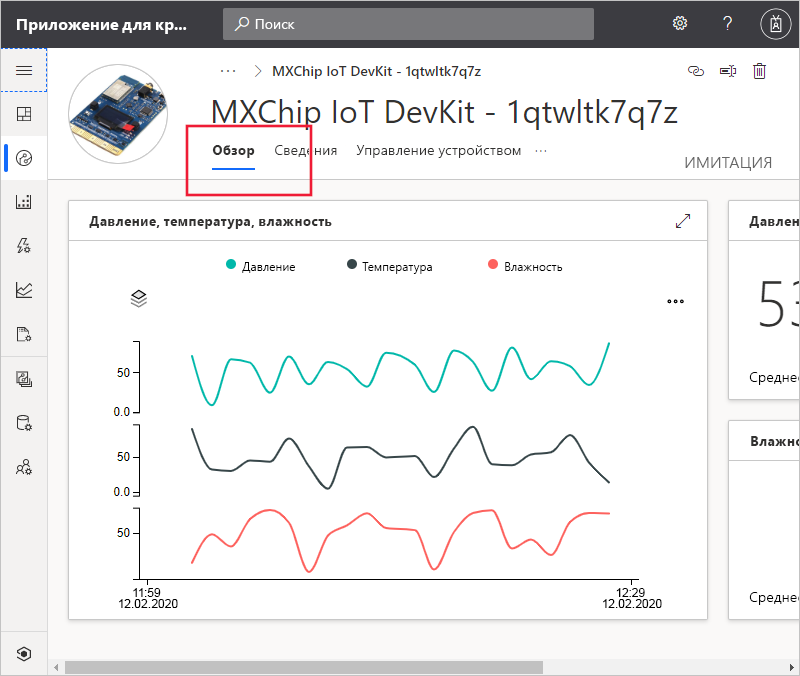 Приложение для кр...
Поиск
?
··· > MXChip IoT DevKit - 1qtwltk7q7z
MXChip IoT DevKit - 1qtwltk7q7z
Обзор Сведения Управление устройством ...
ИМИТАЦИЯ
Давление, температура, влажность
Давлен
Давление Температура Влажность
53
50
0.0
Среднее
50
0.0
Влажно
50
11:59
12.02.2020
12:29
12.02.2020
Среднее